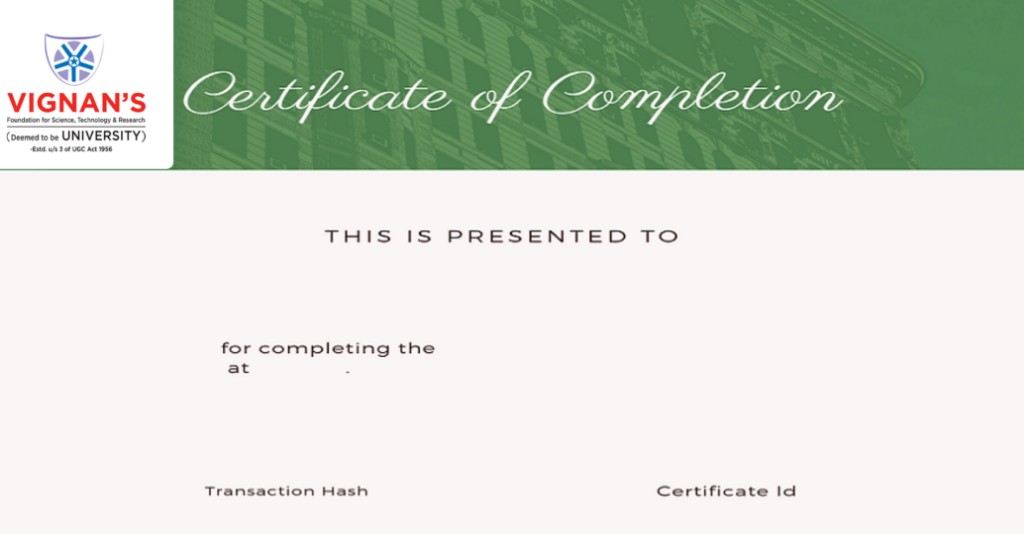 VIGNAN'S
Foundation for Science, Technology & Research
(Deemed to be UNIVERSITY)
-Estd. u/s 3 of UGC Act 1956
Certificate of Completion
THIS IS PRESENTED TO
for completing the
at .
Transaction Hash
Certificate Id